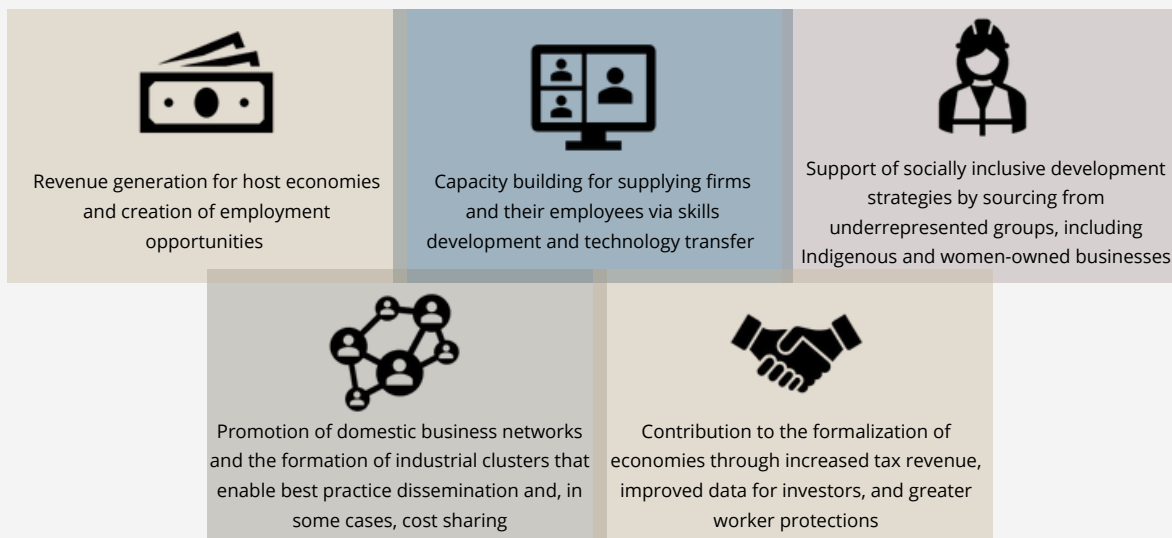 Revenue generation for host economies
and creation of employment
opportunities
Capacity building for supplying firms
and their employees via skills
development and technology transfer
Support of socially inclusive development
strategies by sourcing from
underrepresented groups, including
Indigenous and women-owned businesses
Promotion of domestic business networks
and the formation of industrial clusters that
enable best practice dissemination and, in
some cases, cost sharing
Contribution to the formalization of
economies through increased tax revenue,
improved data for investors, and greater
worker protections